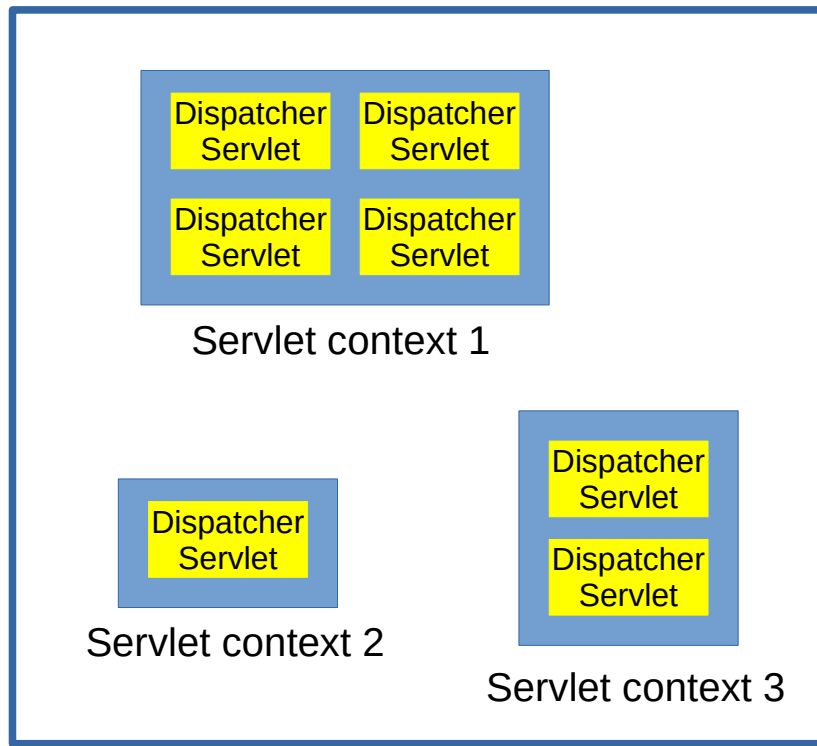 Dispatcher
Servlet
Dispatcher
Servlet
Dispatcher
Servlet
Dispatcher
Servlet
Servlet context 1
Dispatcher
Servlet
Servlet context 2
Dispatcher
Servlet
Dispatcher
Servlet
Servlet context 3